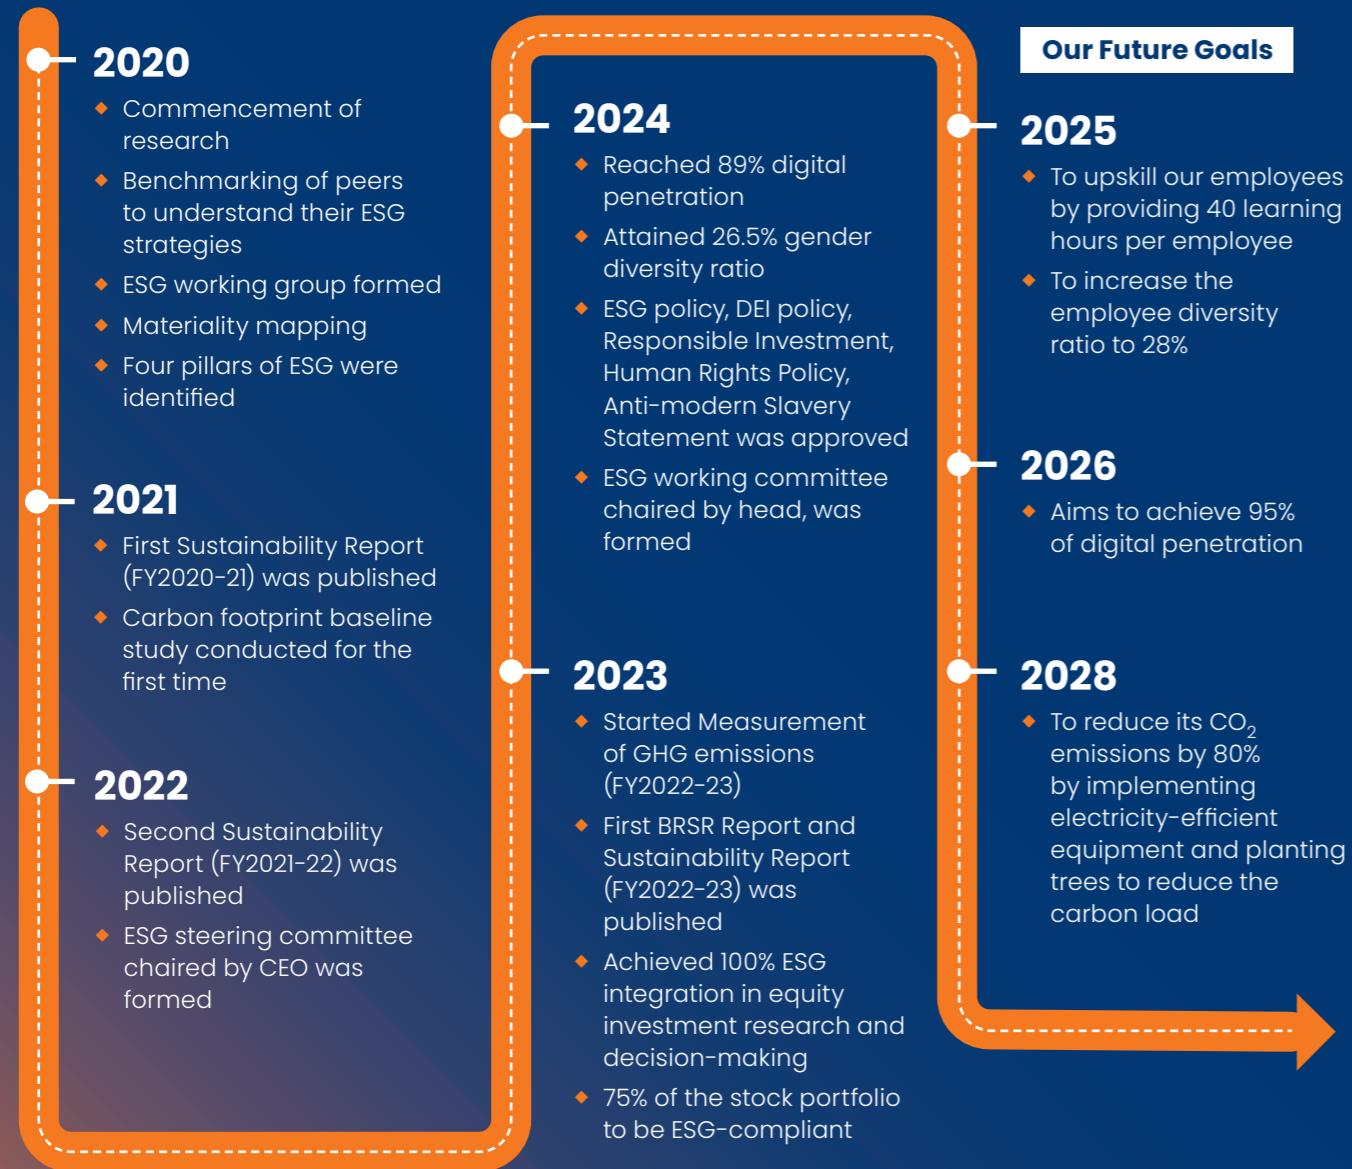 2020
Commencement of
research
Benchmarking of peers
to understand their ESG
strategies
ESG working group formed
Materiality mapping
Four pillars of ESG were
identified
2021
First Sustainability Report
(FY2020-21) was published
Carbon footprint baseline
study conducted for the
first time
2022
Second Sustainability
Report (FY2021-22) was
published
ESG steering committee
chaired by CEO was
formed
2023
Started Measurement
of GHG emissions
(FY2022-23)
First BRSR Report and
Sustainability Report
(FY2022-23) was
published
Achieved 100% ESG
integration in equity
investment research and
decision-making
75% of the stock portfolio
to be ESG-compliant
2024
Reached 89% digital
penetration
Attained 26.5% gender
diversity ratio
ESG policy, DEI policy,
Responsible Investment,
Human Rights Policy,
Anti-modern Slavery
Statement was approved
ESG working committee
chaired by head, was
formed
Our Future Goals
2025
To upskill our employees
by providing 40 learning
hours per employee
To increase the
employee diversity
ratio to 28%
2026
Aims to achieve 95%
of digital penetration
2028
To reduce its CO₂
emissions by 80%
by implementing
electricity-efficient
equipment and planting
trees to reduce the
carbon load